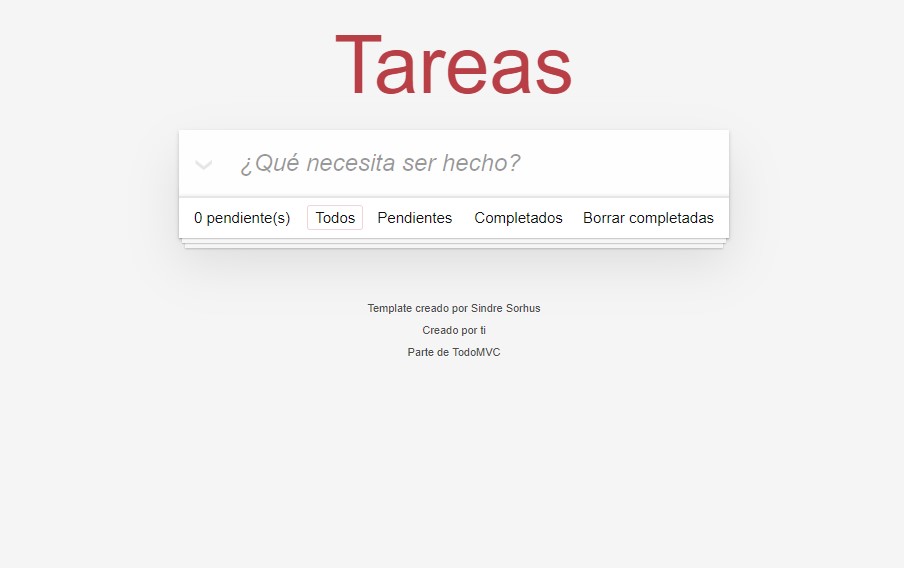 Tareas
¿Qué necesita ser hecho?
0 pendiente(s) Todos Pendientes Completados Borrar completadas
Template creado por Sindre Sorhus
Creado por ti
Parte de TodoMVC